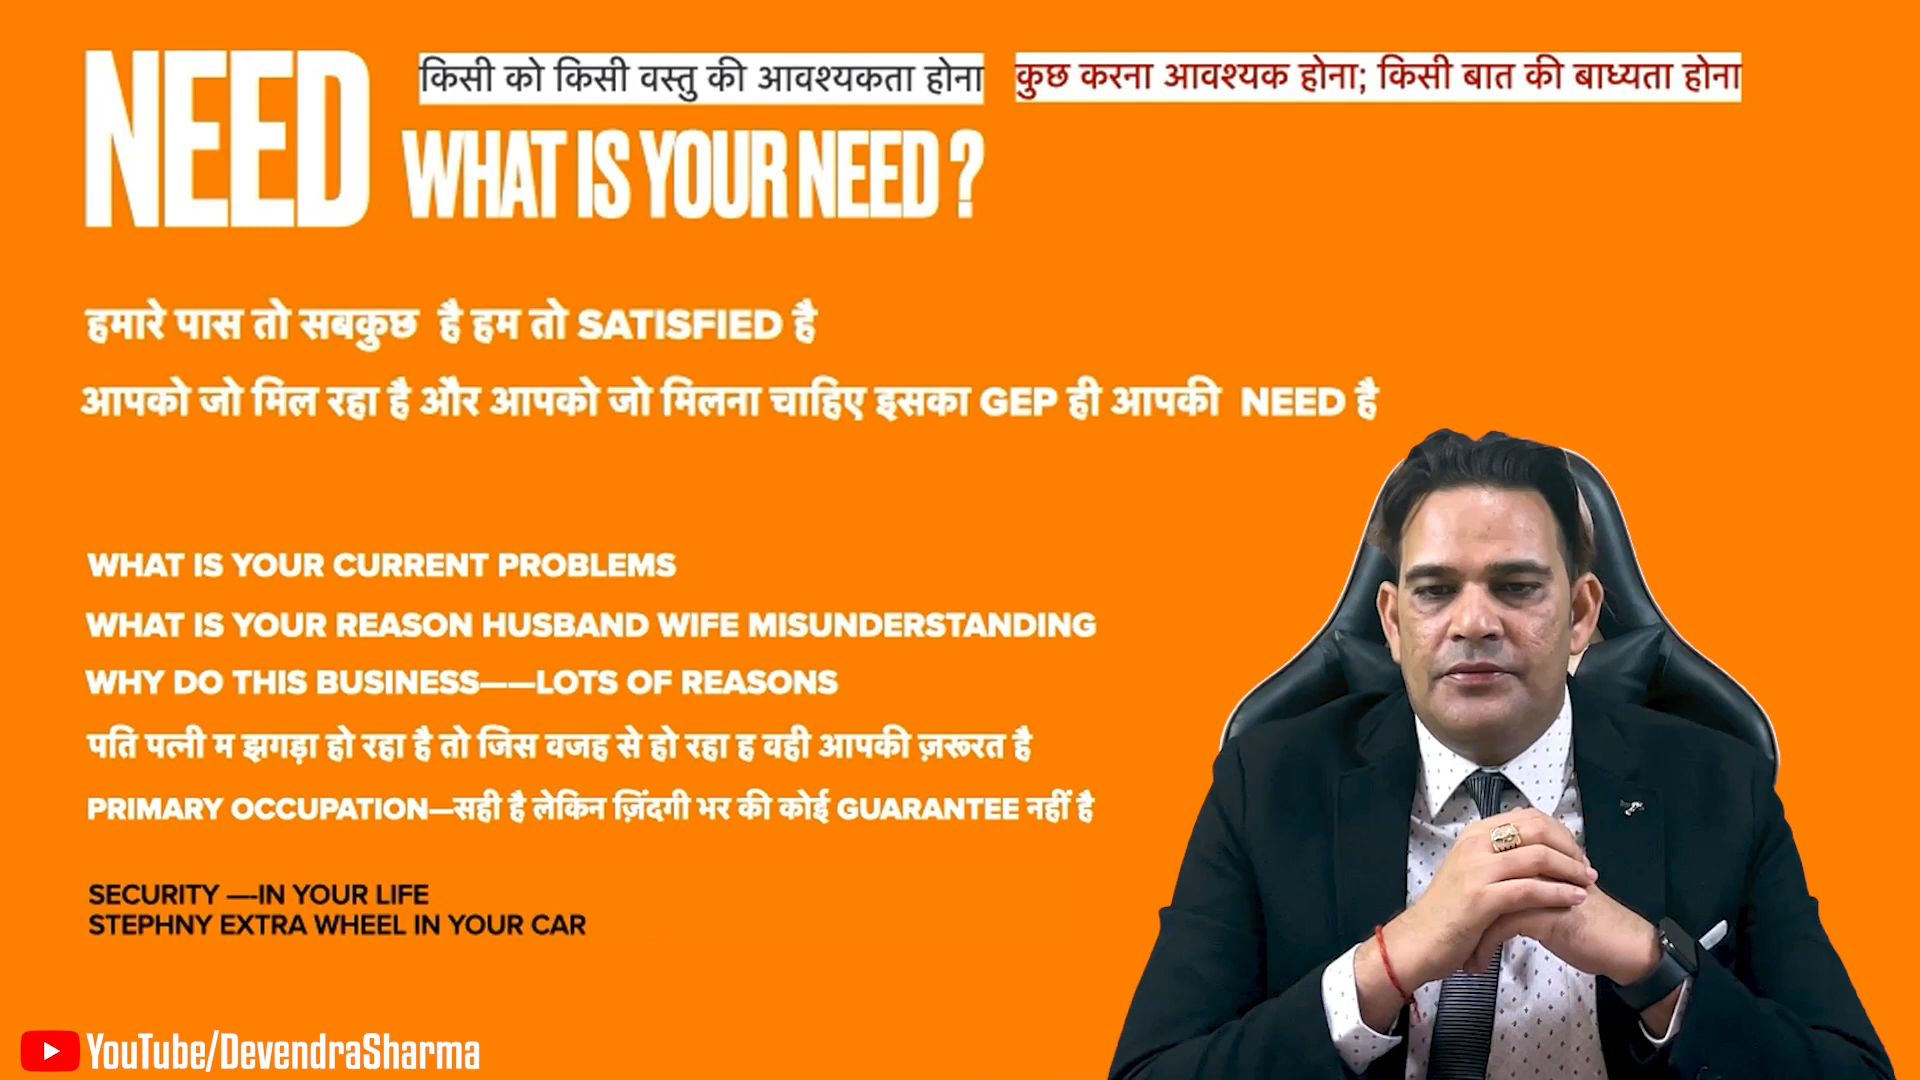 NEED
किसी को किसी वस्तु की आवश्यकता होना
कुछ करना आवश्यक होना; किसी बात की बाध्यता होना
WHAT IS YOUR NEED ?
हमारे पास तो सबकुछ है हम तो SATISFIED है
आपको जो मिल रहा है और आपको जो मिलना चाहिए इसका GEP ही आपकी NEED है
WHAT IS YOUR CURRENT PROBLEMS
WHAT IS YOUR REASON HUSBAND WIFE MISUNDERSTANDING
WHY DO THIS BUSINESS——LOTS OF REASONS
पति पत्नी म झगड़ा हो रहा है तो जिस वजह से हो रहा ह वही आपकी ज़रूरत है
PRIMARY OCCUPATION—सही है लेकिन ज़िंदगी भर की कोई GUARANTEE नहीं है
SECURITY —-IN YOUR LIFE
STEPHNY EXTRA WHEEL IN YOUR CAR
YouTube/DevendraSharma